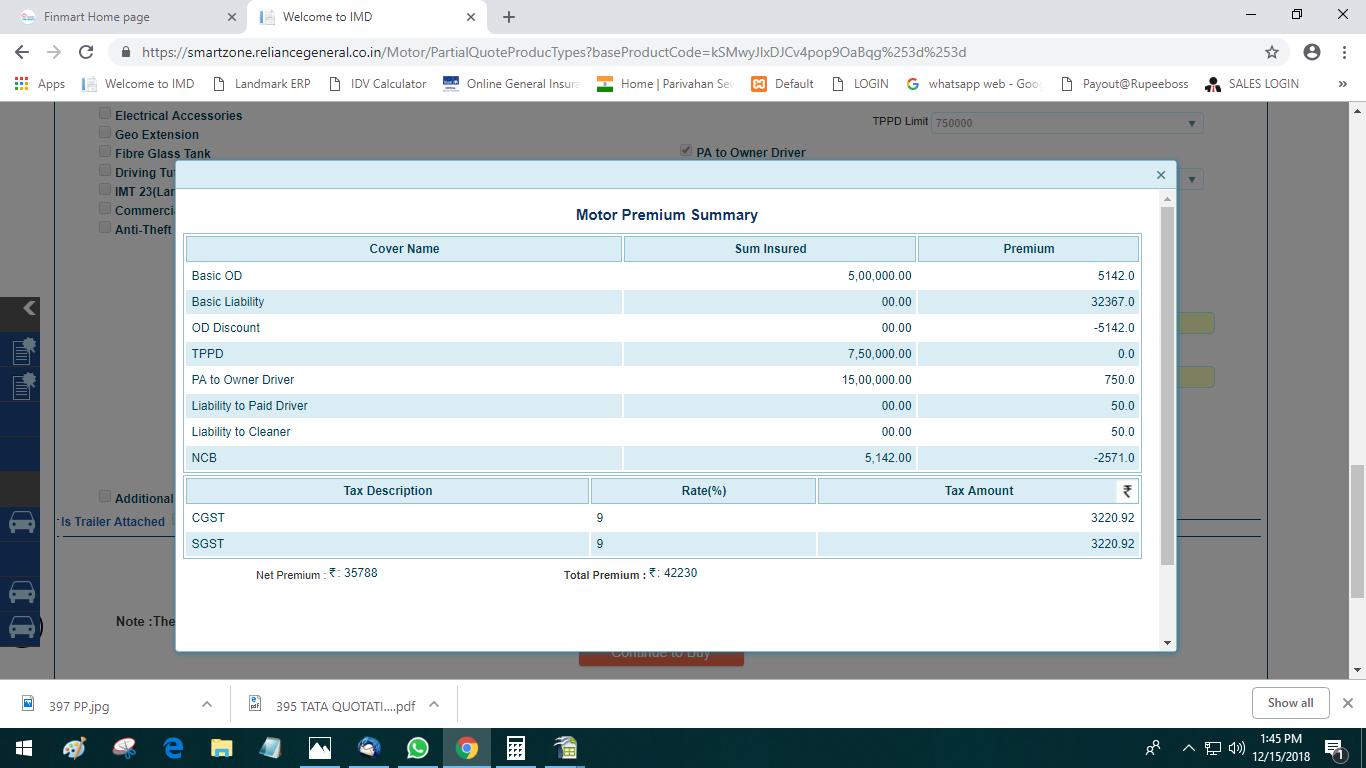 Finmart Home page
Welcome to IMD
https://smartzone.reliancegeneral.co.in/Motor/PartialQuoteProducTypes?baseProductCode=kSMwyJlxDJCv4pop9OaBqg%253d%253d
Apps Welcome to IMD Landmark ERP IDV Calculator Online General Insura Home | Parivahan Sev Default LOGIN whatsapp web - Goo Payout@Rupeeboss SALES LOGIN »
Electrical Accessories
TPPD Limit 750000
Geo Extension
Fibre Glass Tank
PA to Owner Driver
Driving Tu
IMT 23(Lar
Commerci
Anti-Theft
Motor Premium Summary
Cover Name Sum Insured Premium
Basic OD 5,00,000.00 5142.0
Basic Liability 00.00 32367.0
OD Discount 00.00 -5142.0
TPPD 7,50,000.00 0.0
PA to Owner Driver 15,00,000.00 750.0
Liability to Paid Driver 00.00 50.0
Liability to Cleaner 00.00 50.0
NCB 5,142.00 -2571.0
Tax Description Rate(%) Tax Amount ₹
CGST 9 3220.92
SGST 9 3220.92
Net Premium : ₹: 35788 Total Premium : ₹: 42230
Additional
Is Trailer Attached
Note :The
Continue to Buy
397 PP.jpg
395 TATA QUOTATI....pdf
Show all
1:45 PM
12/15/2018
1